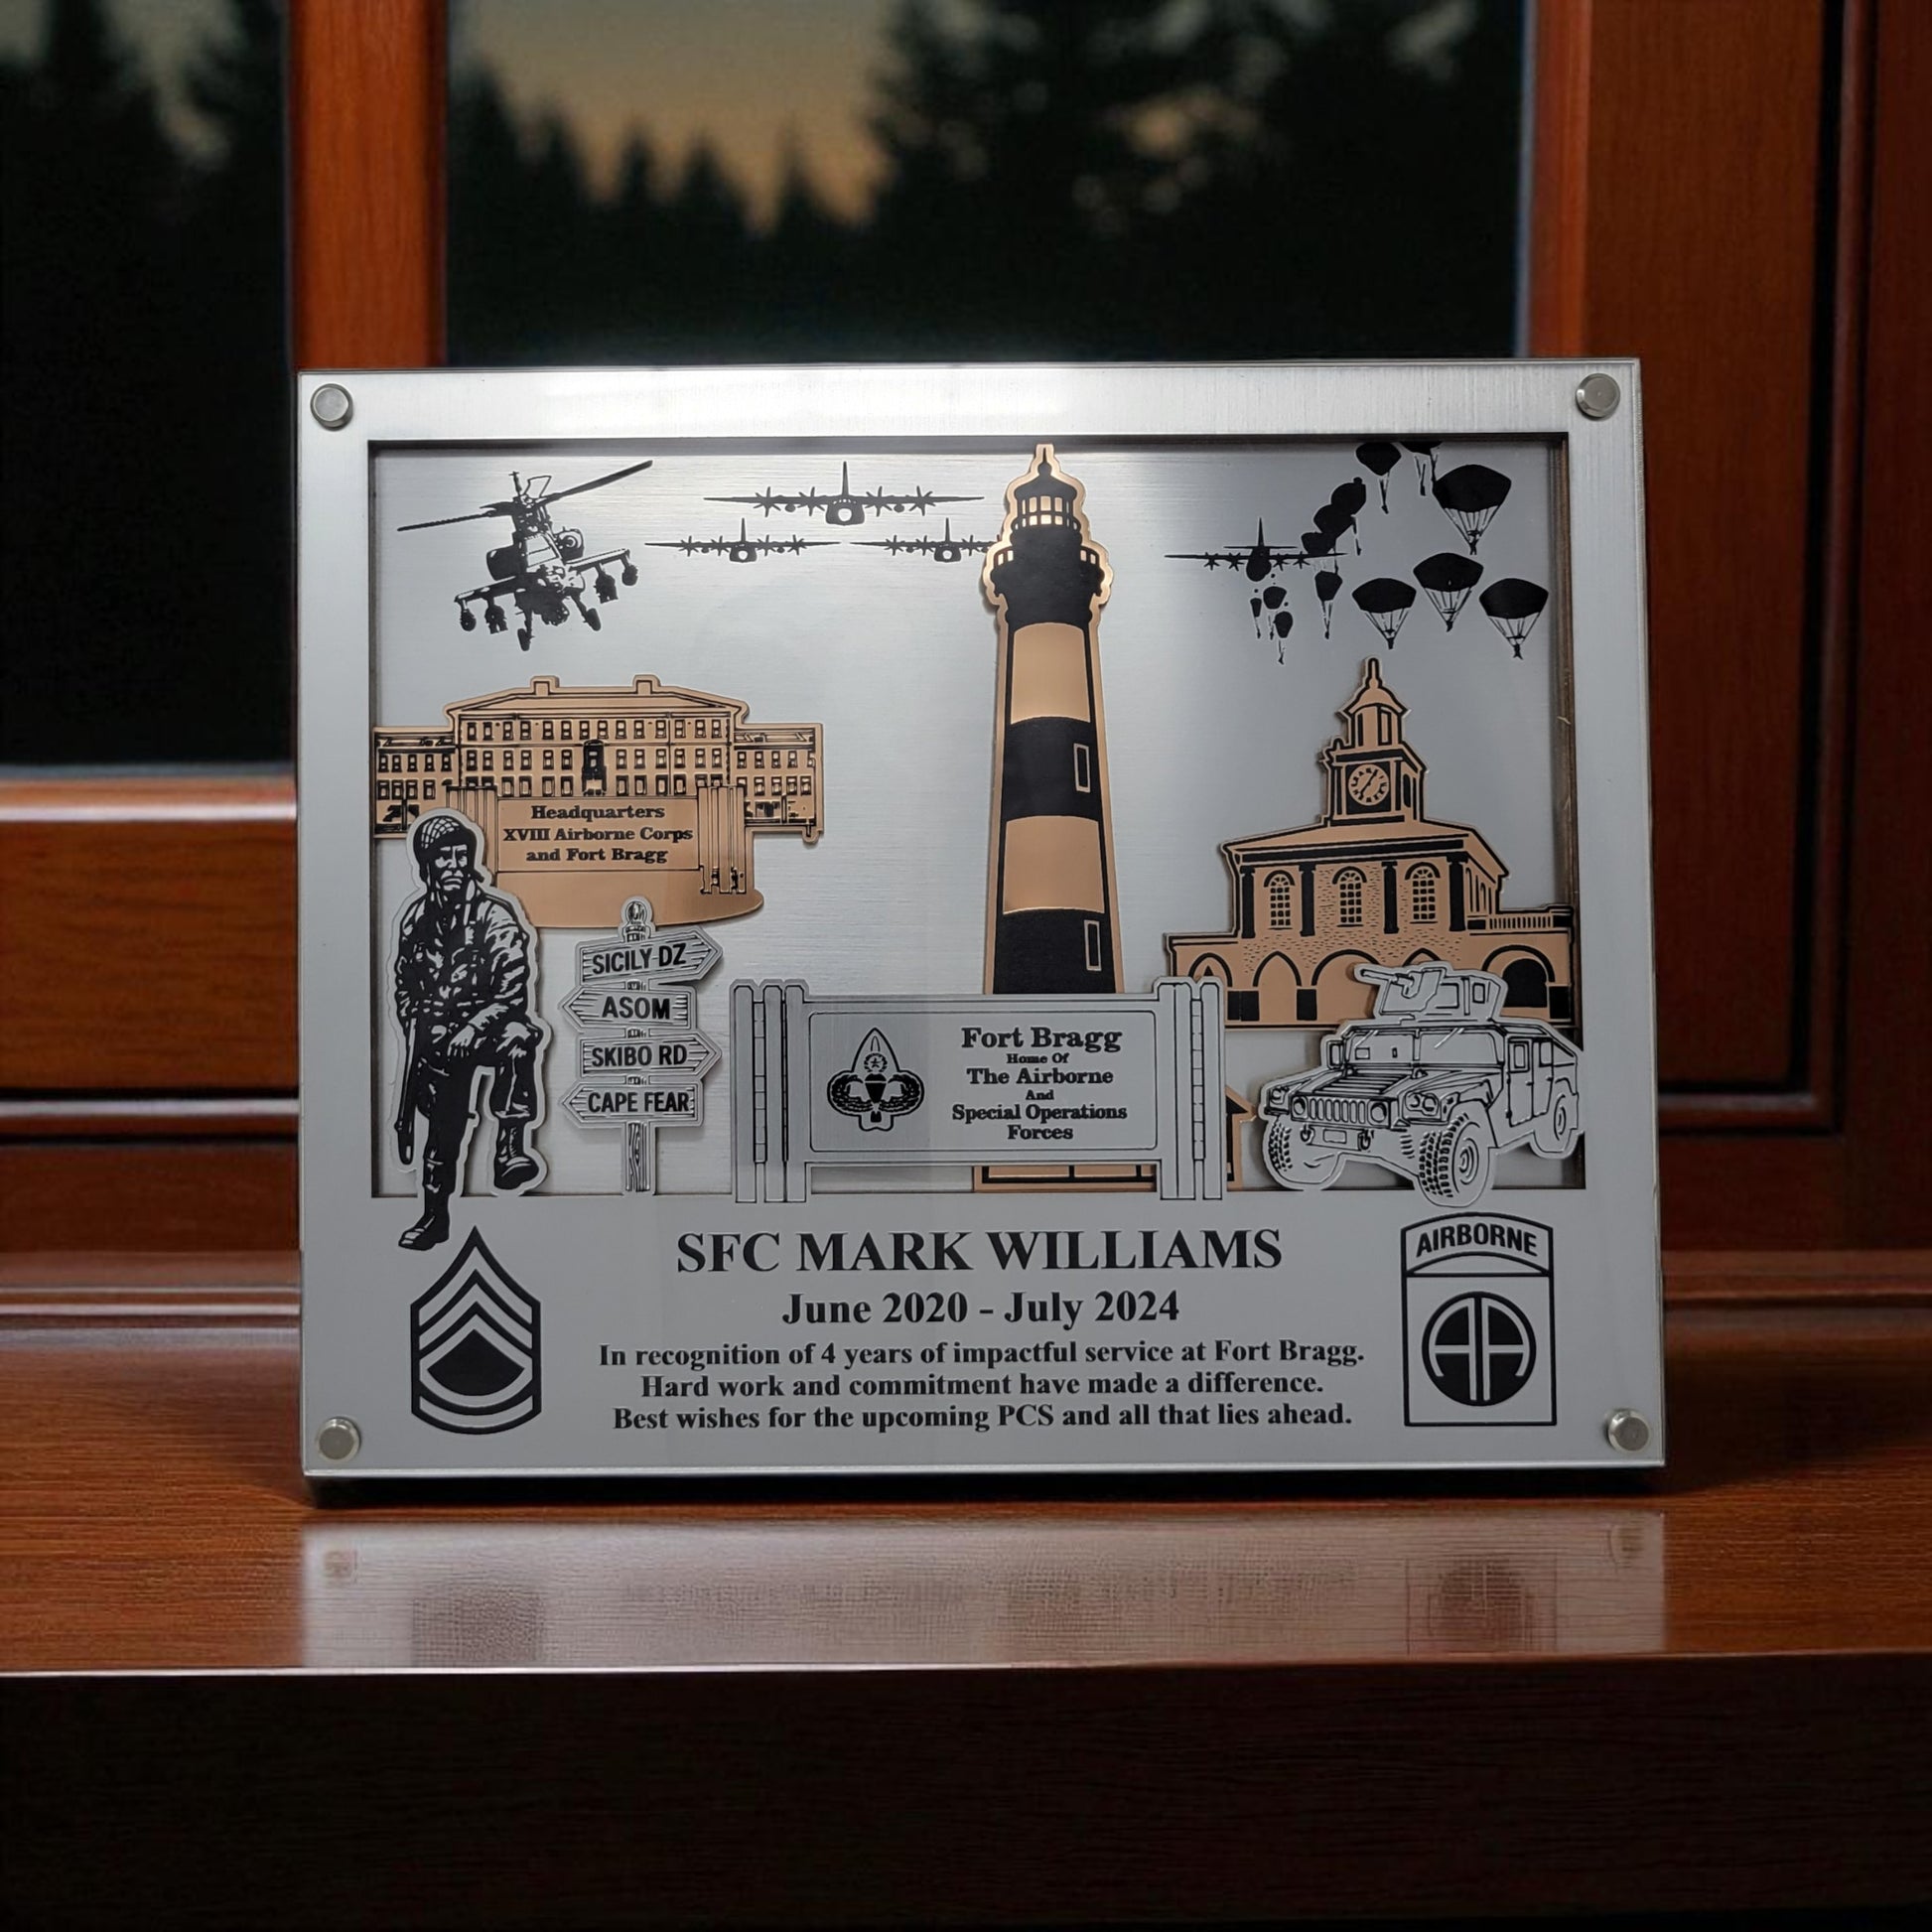 Headquarters
XVIII Airborne Corps
and Fort Bragg
SICILY DZ
ASOM
SKIBO RD
CAPE FEAR
Fort Bragg
Home Of
The Airborne
And
Special Operations
Forces
SFC MARK WILLIAMS
June 2020 - July 2024
In recognition of 4 years of impactful service at Fort Bragg.
Hard work and commitment have made a difference.
Best wishes for the upcoming PCS and all that lies ahead.
AIRBORNE
AA